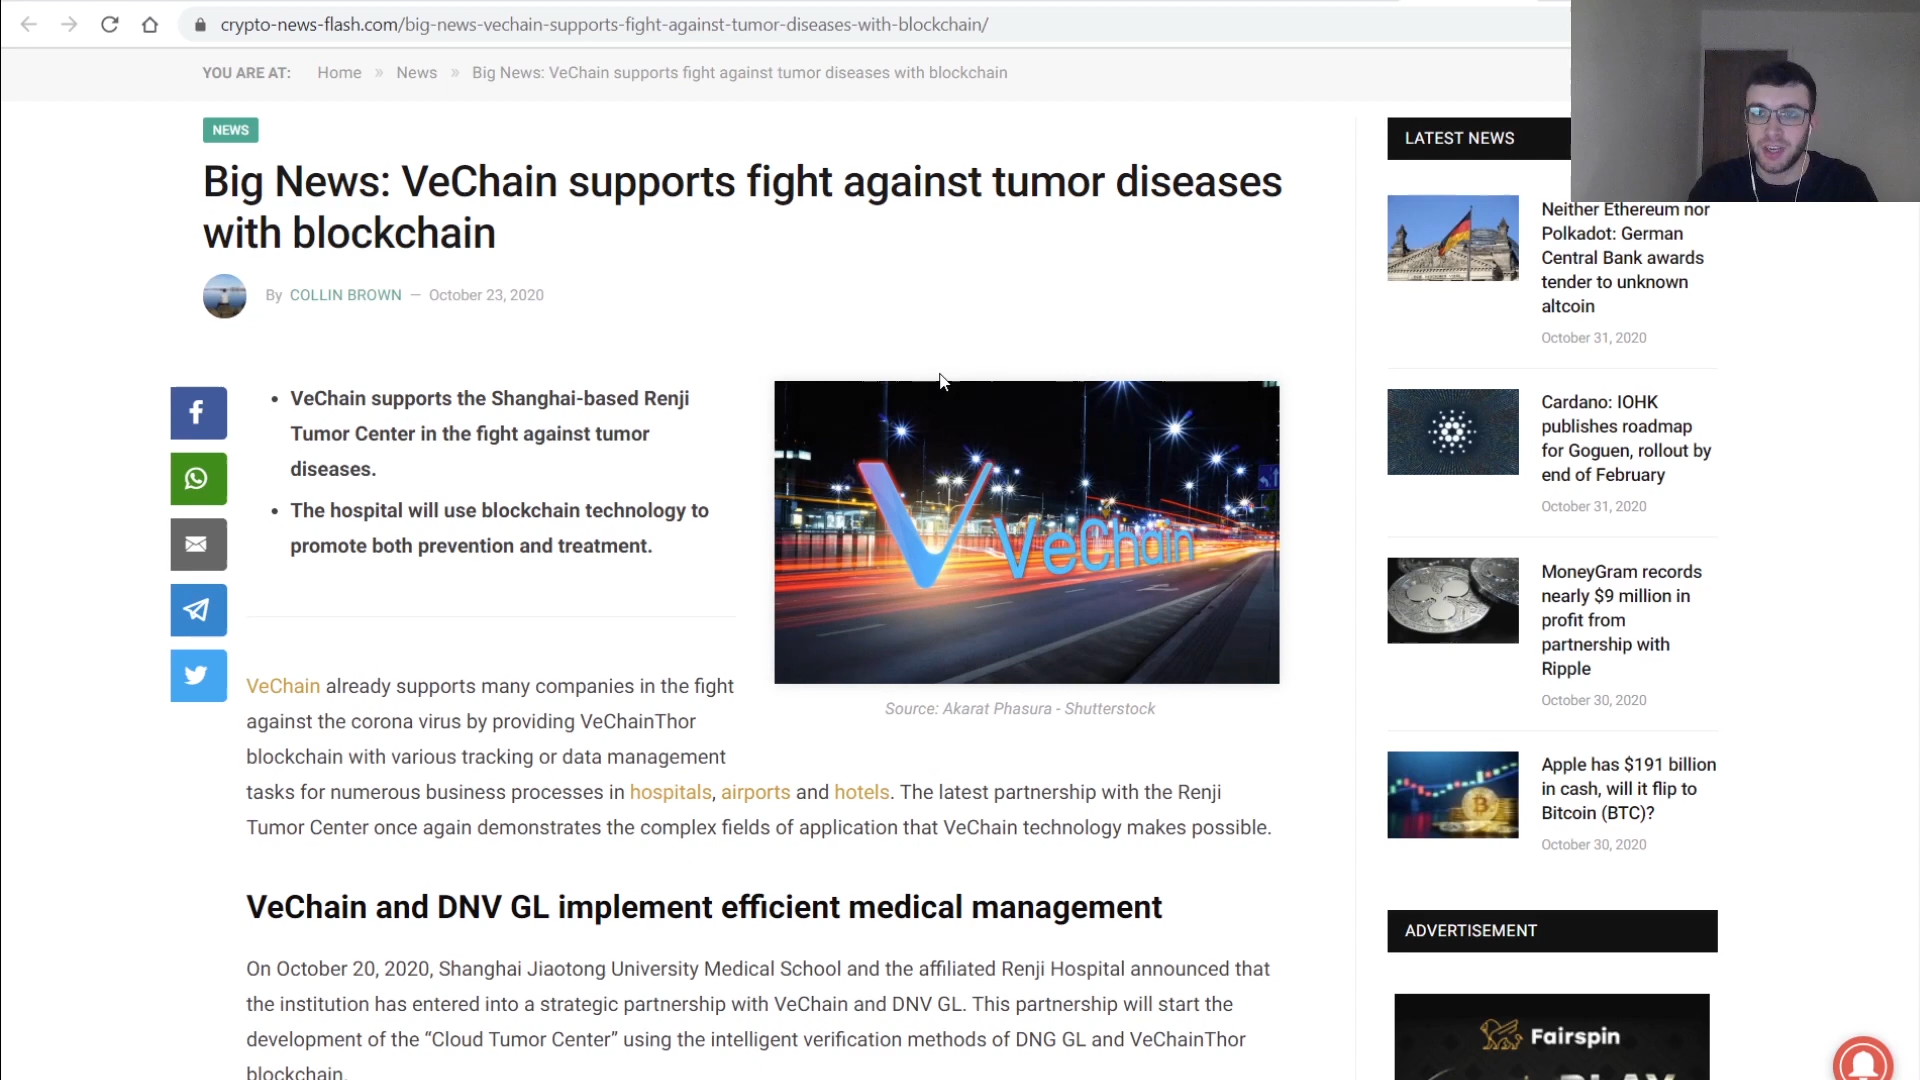 crypto-news-flash.com/big-news-vechain-supports-fight-against-tumor-diseases-with-blockchain/
YOU ARE AT: Home » News » Big News: VeChain supports fight against tumor diseases with blockchain
NEWS
Big News: VeChain supports fight against tumor diseases
with blockchain
By COLLIN BROWN — October 23, 2020
• VeChain supports the Shanghai-based Renji
Tumor Center in the fight against tumor
diseases.
• The hospital will use blockchain technology to
promote both prevention and treatment.
VeChain
Source: Akarat Phasura - Shutterstock
VeChain already supports many companies in the fight
against the corona virus by providing VeChainThor
blockchain with various tracking or data management
tasks for numerous business processes in hospitals, airports and hotels. The latest partnership with the Renji
Tumor Center once again demonstrates the complex fields of application that VeChain technology makes possible.
VeChain and DNV GL implement efficient medical management
On October 20, 2020, Shanghai Jiaotong University Medical School and the affiliated Renji Hospital announced that
the institution has entered into a strategic partnership with VeChain and DNV GL. This partnership will start the
development of the “Cloud Tumor Center” using the intelligent verification methods of DNG GL and VeChainThor
blockchain.
LATEST NEWS
Neither Ethereum nor
Polkadot: German
Central Bank awards
tender to unknown
altcoin
October 31, 2020
Cardano: IOHK
publishes roadmap
for Goguen, rollout by
end of February
October 31, 2020
MoneyGram records
nearly $9 million in
profit from
partnership with
Ripple
October 30, 2020
Apple has $191 billion
in cash, will it flip to
Bitcoin (BTC)?
October 30, 2020
ADVERTISEMENT
Fairspin
PLAY